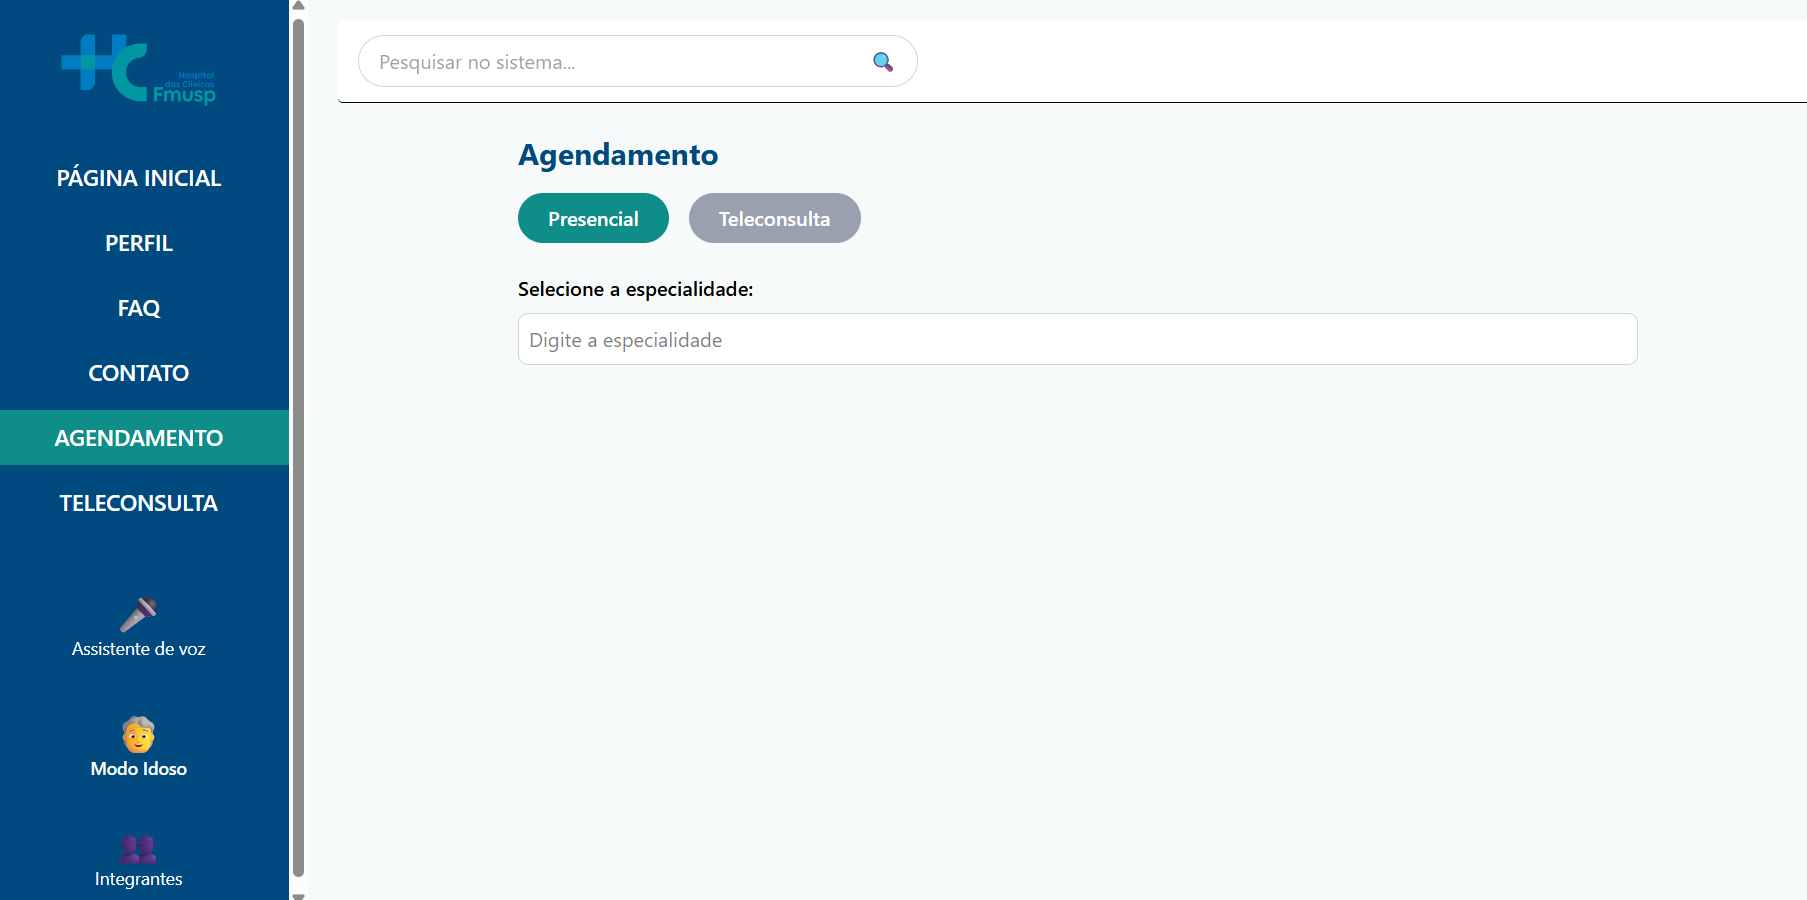 Hospital
das Clínicas
Fmusp
PÁGINA INICIAL
PERFIL
FAQ
CONTATO
AGENDAMENTO
TELECONSULTA
Assistente de voz
Modo Idoso
Integrantes
Pesquisar no sistema...
Agendamento
Presencial
Teleconsulta
Selecione a especialidade:
Digite a especialidade